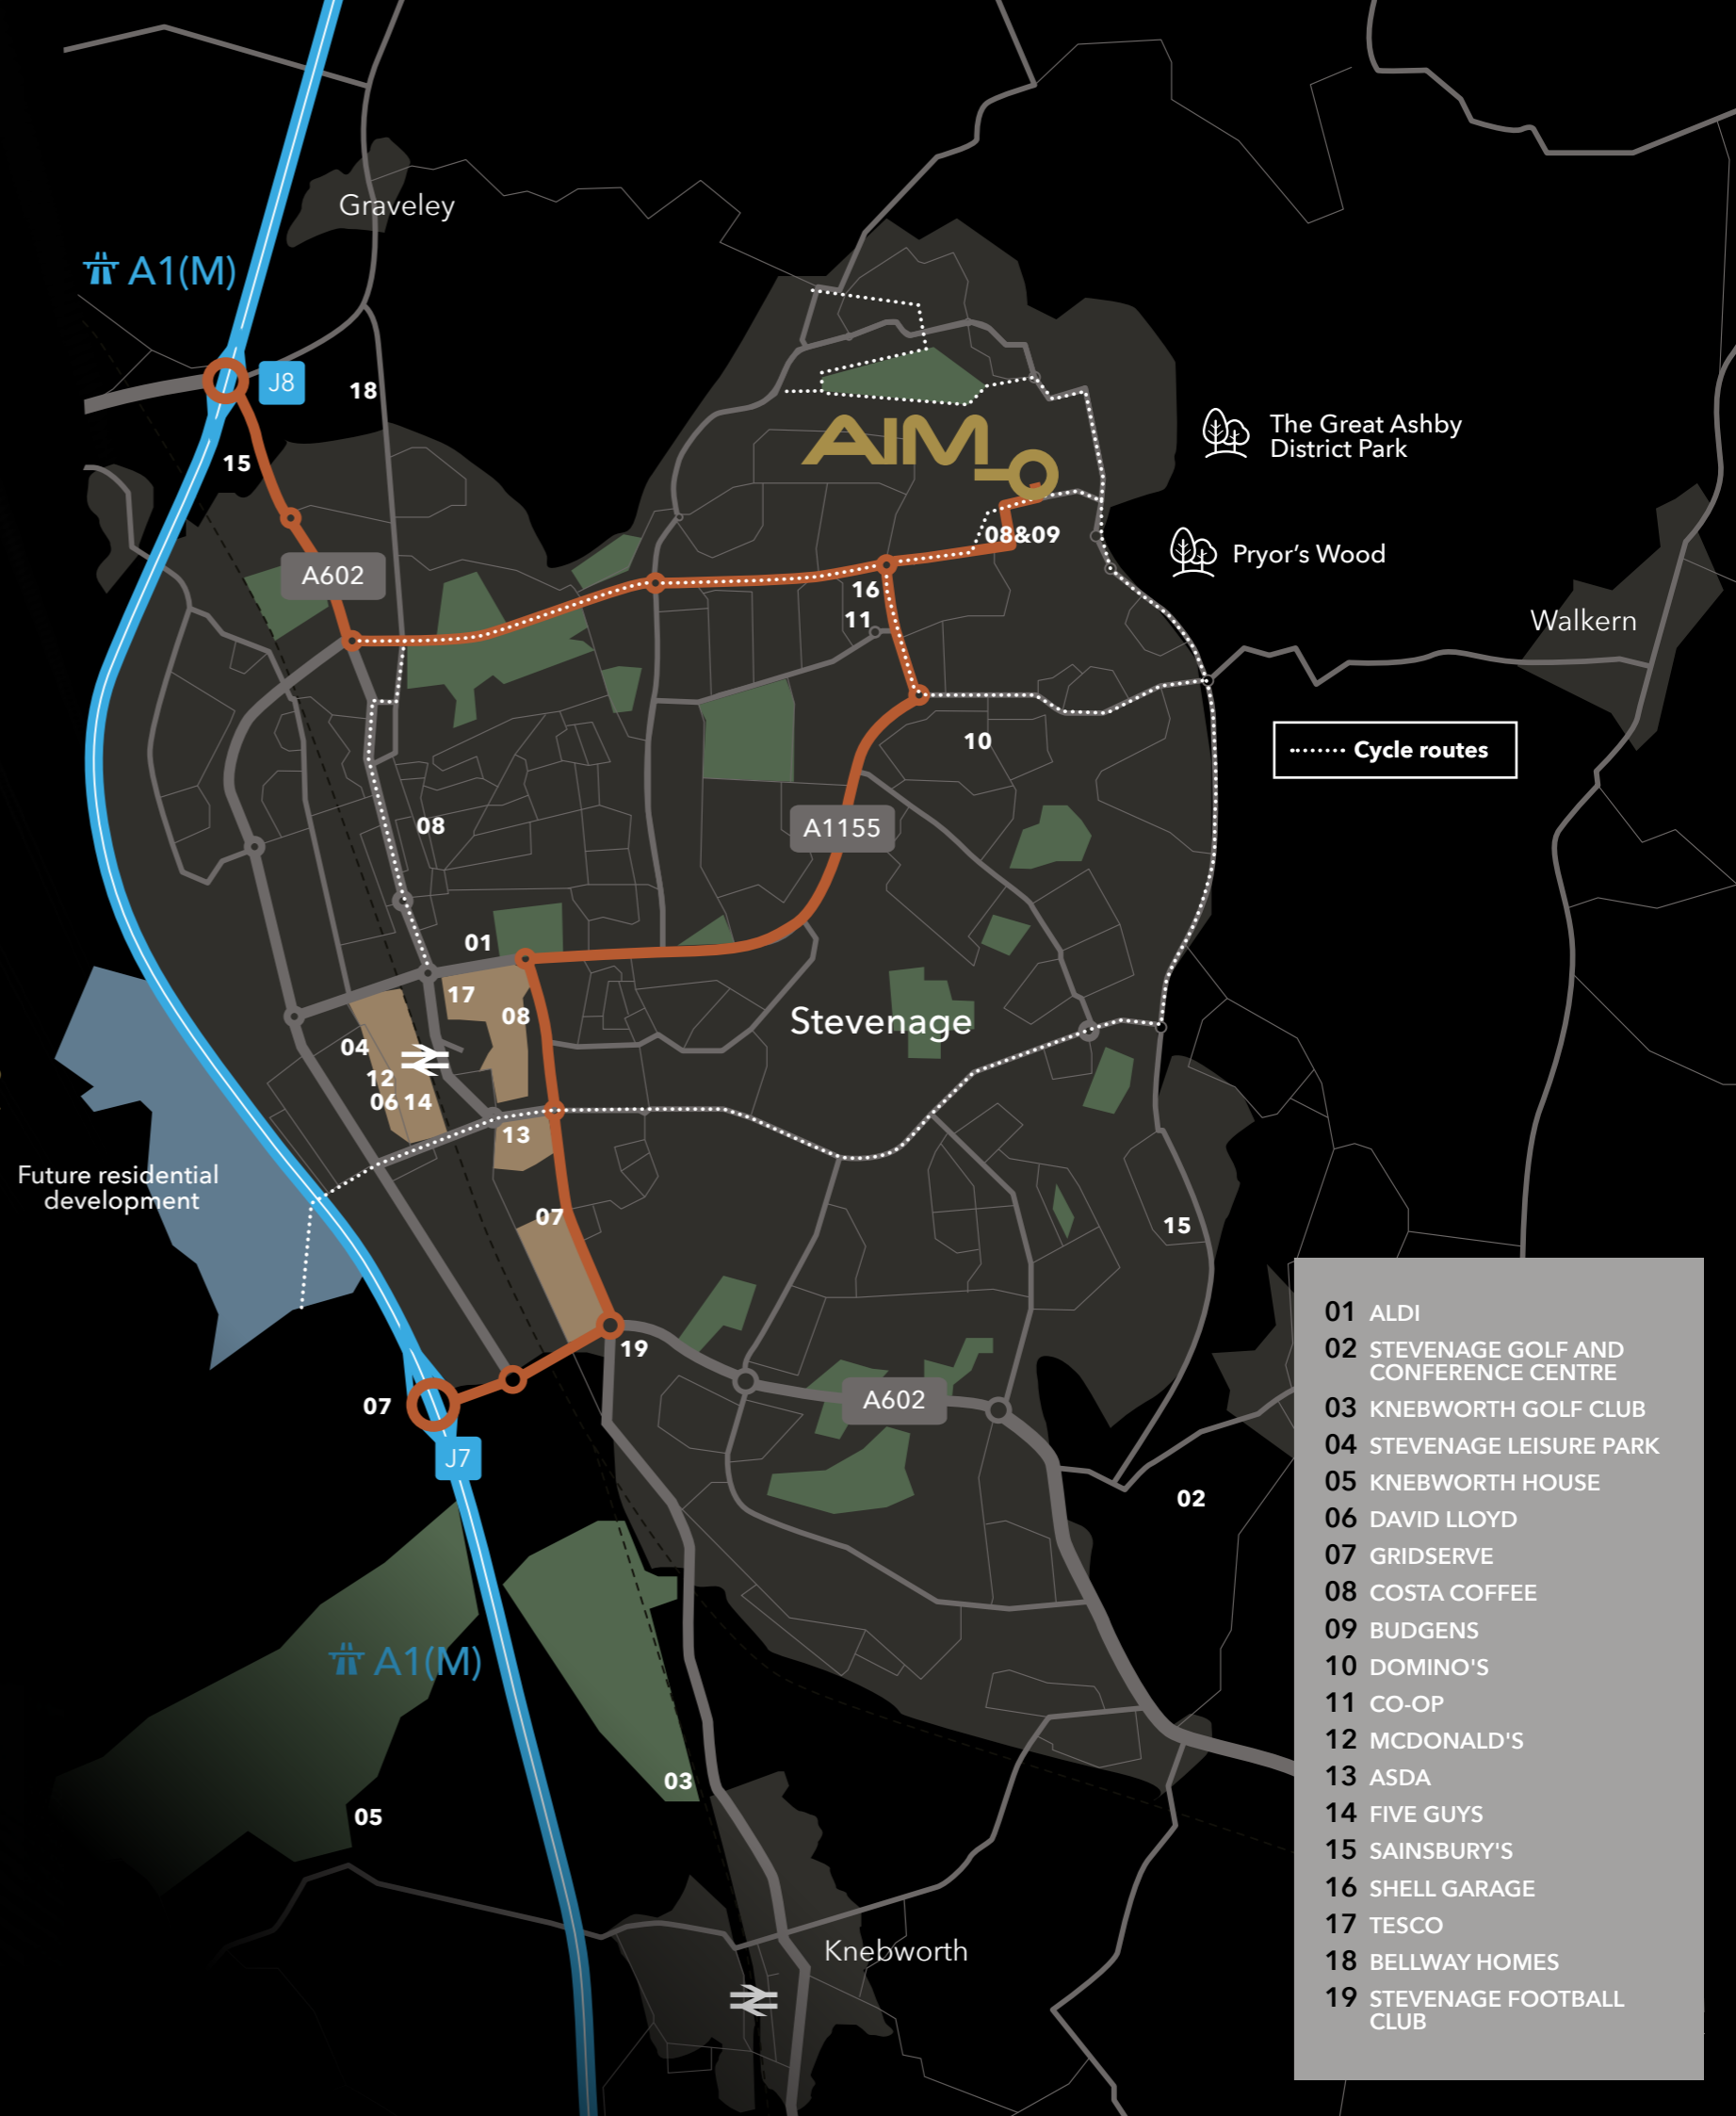 Graveley
A1(M)
J8
18
15
AIM
The Great Ashby
District Park
08&09
Pryor's Wood
A602
16
11
Walkern
10
Cycle routes
08
A1155
01
17
08
Stevenage
04
12
06 14
13
Future residential
development
07
15
19
07
A602
J7
02
A1(M)
03
05
Knebworth
01 ALDI
02 STEVENAGE GOLF AND
CONFERENCE CENTRE
03 KNEBWORTH GOLF CLUB
04 STEVENAGE LEISURE PARK
05 KNEBWORTH HOUSE
06 DAVID LLOYD
07 GRIDSERVE
08 COSTA COFFEE
09 BUDGENS
10 DOMINO'S
11 CO-OP
12 MCDONALD'S
13 ASDA
14 FIVE GUYS
15 SAINSBURY'S
16 SHELL GARAGE
17 TESCO
18 BELLWAY HOMES
19 STEVENAGE FOOTBALL
CLUB